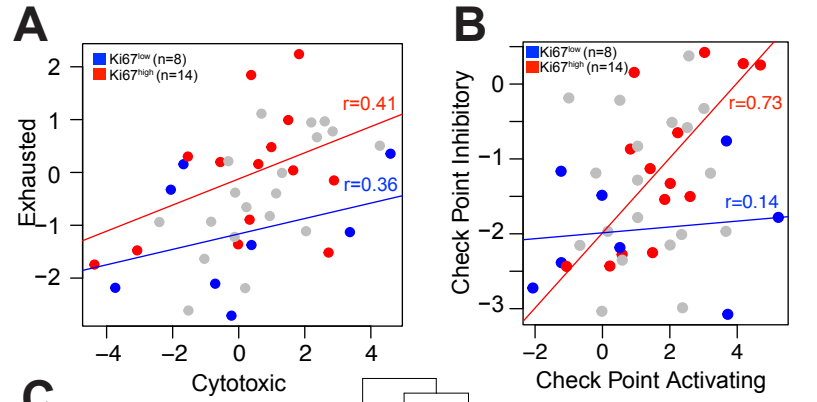 A
Ki67low (n=8)
Ki67high (n=14)
r=0.41
r=0.36
Exhausted
2
1
0
−1
−2
−4
−2
0
2
4
Cytotoxic
B
Ki67low (n=8)
Ki67high (n=14)
r=0.73
r=0.14
Check Point Inhibitory
0
−1
−2
−3
−2
0
2
4
Check Point Activating
C